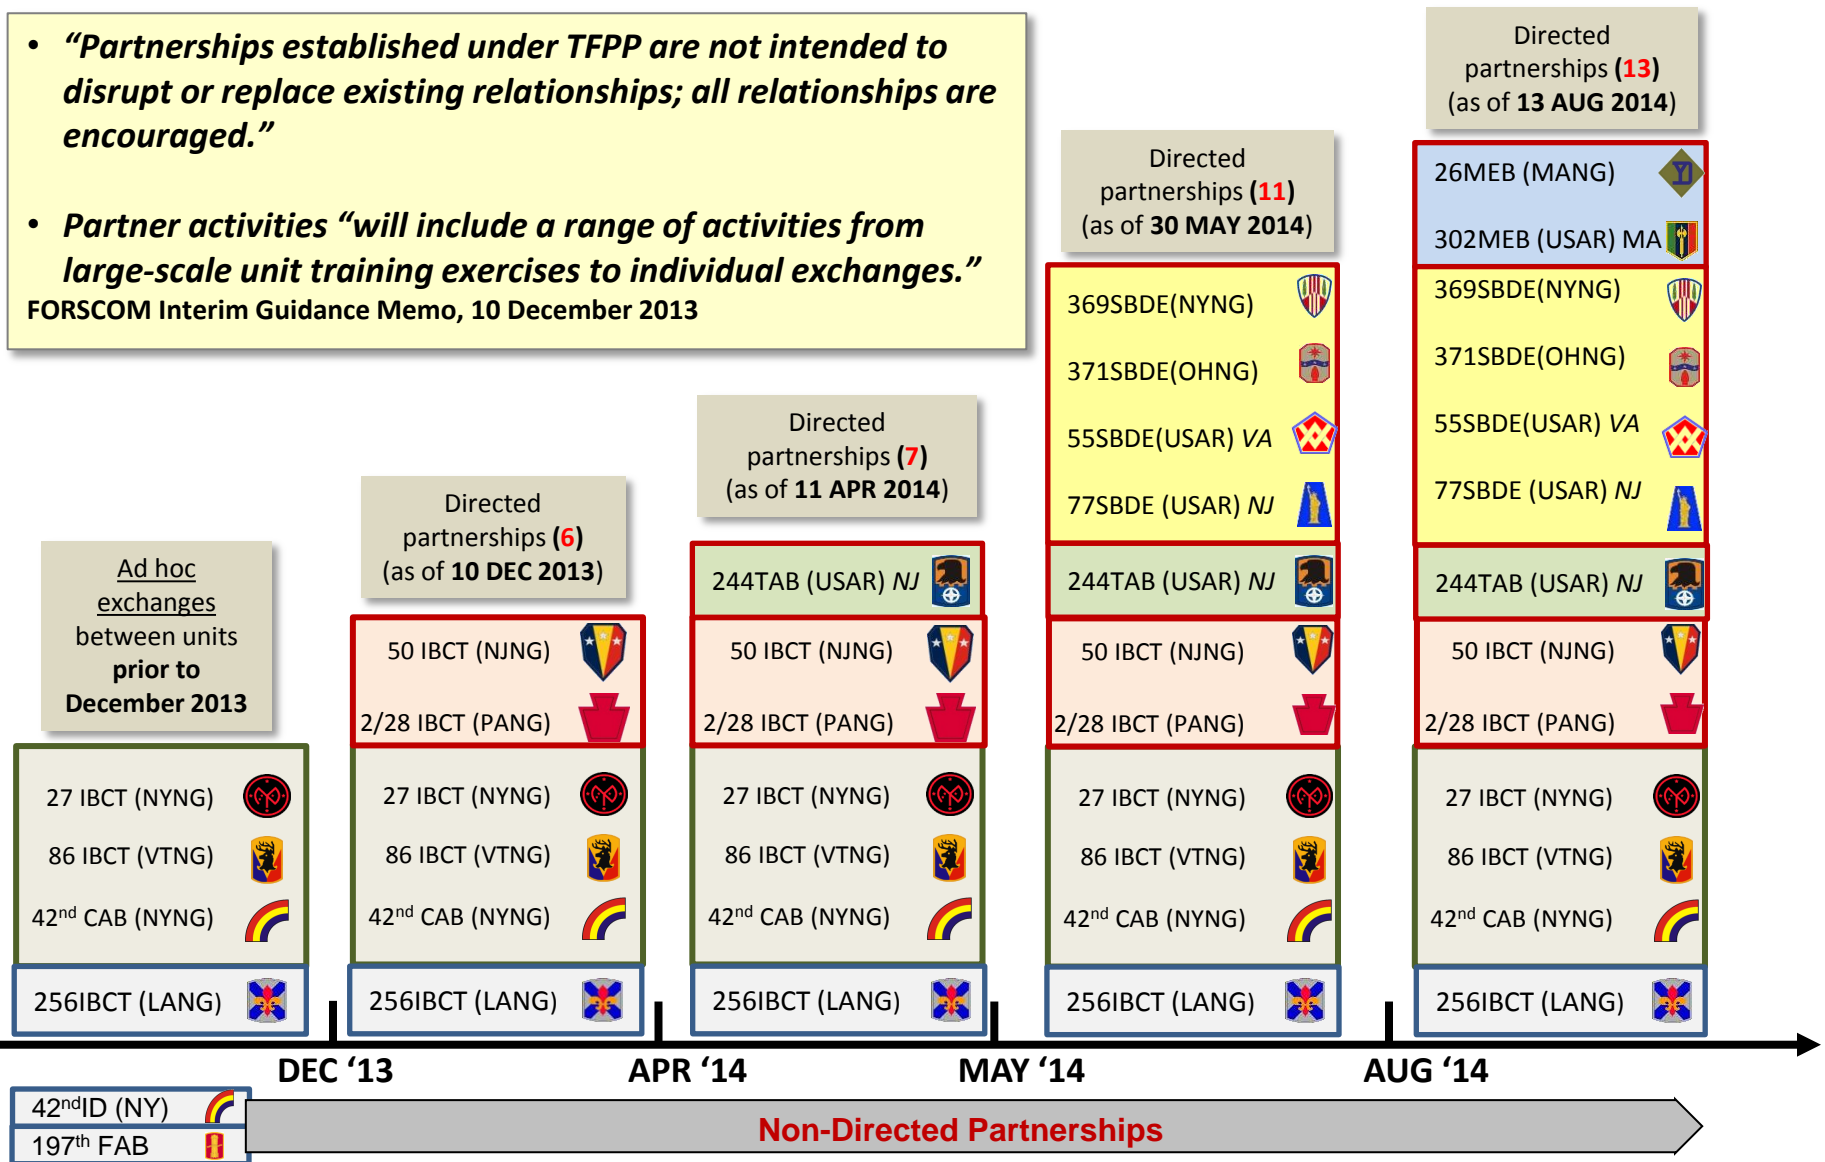 • “Partnerships established under TFPP are not intended to
disrupt or replace existing relationships; all relationships are
encouraged.”
• Partner activities “will include a range of activities from
large-scale unit training exercises to individual exchanges.”
FORSCOM Interim Guidance Memo, 10 December 2013
Ad hoc
exchanges
between units
prior to
December 2013
27 IBCT (NYNG)
86 IBCT (VTNG)
42nd CAB (NYNG)
256IBCT (LANG)
Directed
partnerships (6)
(as of 10 DEC 2013)
50 IBCT (NJNG)
2/28 IBCT (PANG)
27 IBCT (NYNG)
86 IBCT (VTNG)
42nd CAB (NYNG)
256IBCT (LANG)
Directed
partnerships (7)
(as of 11 APR 2014)
244TAB (USAR) NJ
50 IBCT (NJNG)
2/28 IBCT (PANG)
27 IBCT (NYNG)
86 IBCT (VTNG)
42nd CAB (NYNG)
256IBCT (LANG)
Directed
partnerships (11)
(as of 30 MAY 2014)
369SBDE(NYNG)
371SBDE(OHNG)
55SBDE(USAR) VA
77SBDE (USAR) NJ
244TAB (USAR) NJ
50 IBCT (NJNG)
2/28 IBCT (PANG)
27 IBCT (NYNG)
86 IBCT (VTNG)
42nd CAB (NYNG)
256IBCT (LANG)
Directed
partnerships (13)
(as of 13 AUG 2014)
26MEB (MANG)
302MEB (USAR) MA
369SBDE(NYNG)
371SBDE(OHNG)
55SBDE(USAR) VA
77SBDE (USAR) NJ
244TAB (USAR) NJ
50 IBCT (NJNG)
2/28 IBCT (PANG)
27 IBCT (NYNG)
86 IBCT (VTNG)
42nd CAB (NYNG)
256IBCT (LANG)
DEC ‘13
APR ‘14
MAY ‘14
AUG ‘14
42ndID (NY)
197th FAB
Non-Directed Partnerships